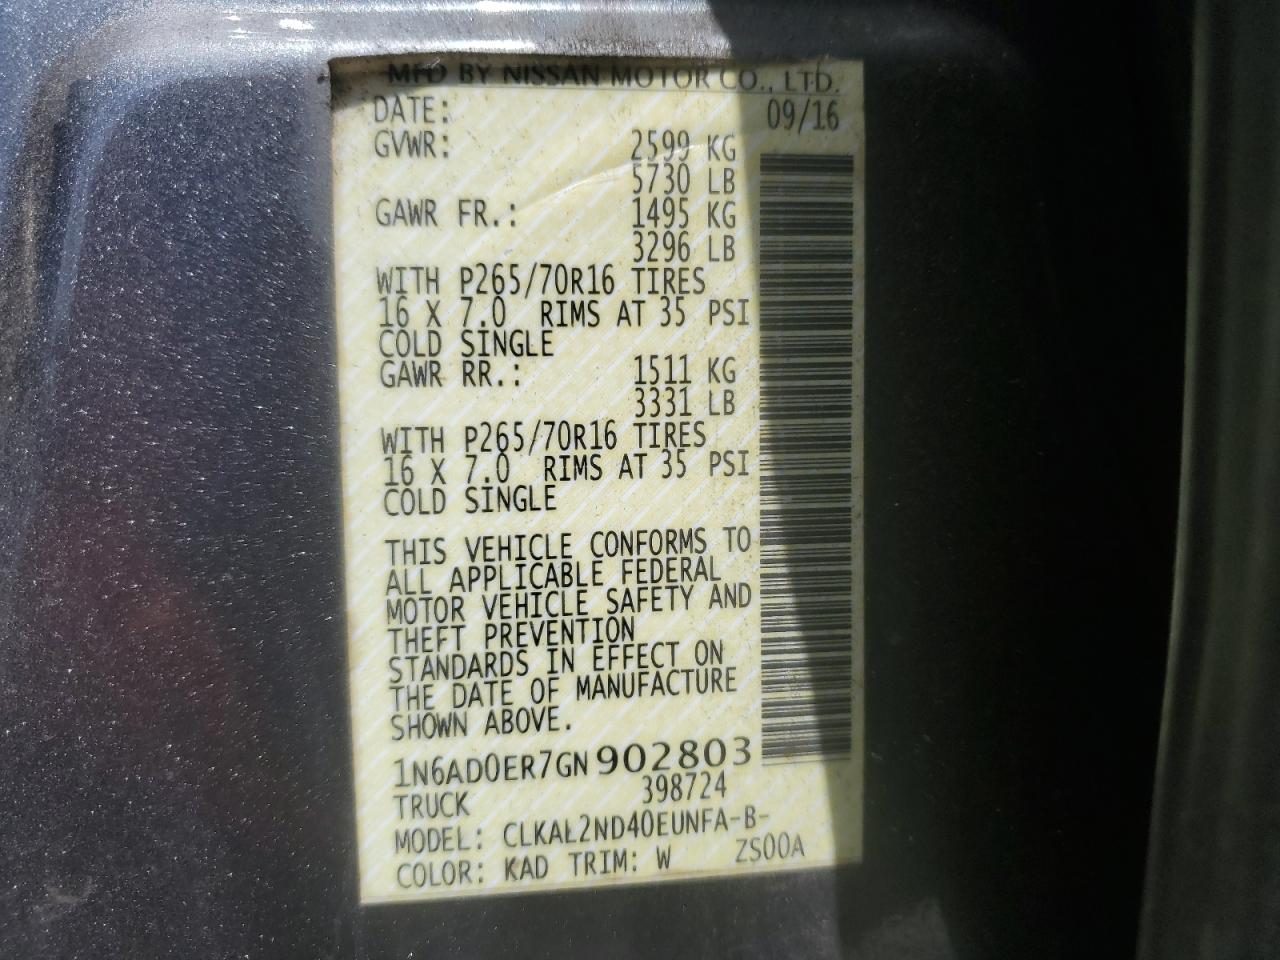 MFD BY NISSAN MOTOR CO., LTD.
DATE: 09/16
GVWR: 2599 KG
5730 LB
GAWR FR.: 1495 KG
3296 LB
WITH P265/70R16 TIRES
16 X 7.0 RIMS AT 35 PSI
COLD SINGLE
GAWR RR.: 1511 KG
3331 LB
WITH P265/70R16 TIRES
16 X 7.0 RIMS AT 35 PSI
COLD SINGLE
THIS VEHICLE CONFORMS TO
ALL APPLICABLE FEDERAL
MOTOR VEHICLE SAFETY AND
THEFT PREVENTION
STANDARDS IN EFFECT ON
THE DATE OF MANUFACTURE
SHOWN ABOVE.
1N6AD0ER7GN902803
TRUCK 398724
MODEL: CLKAL2ND40EUNFA-B-
COLOR: KAD TRIM: W ZS00A